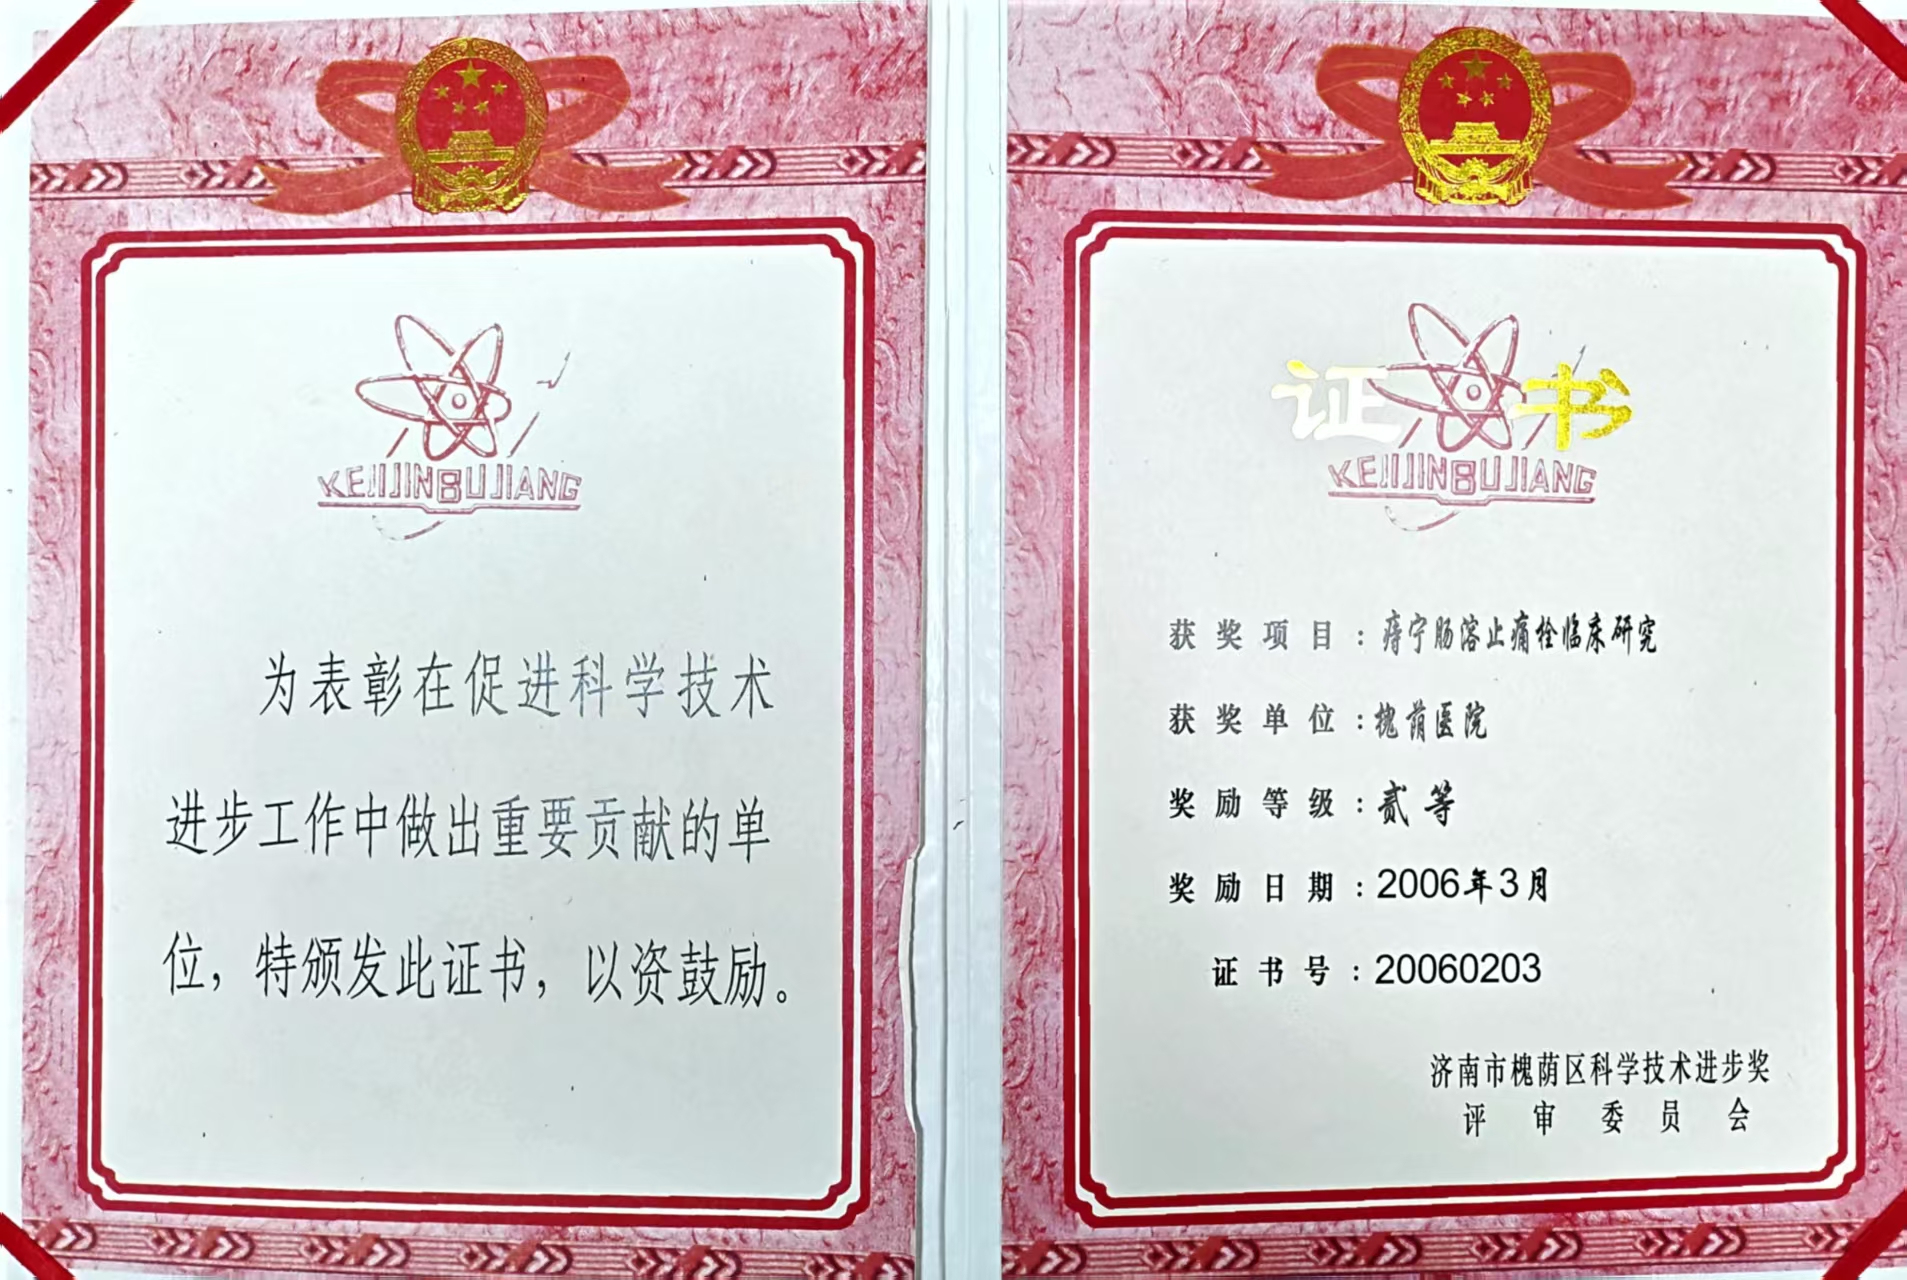 KEJIJINBUJIANG
为表彰在促进科学技术
进步工作中做出重要贡献的单
位，特颁发此证书，以资鼓励。
证书
KEJIJINBUJIANG
获奖项目：痔宁肠溶止痛栓临床研究
获奖单位：槐荫医院
奖励等级：贰等
奖励日期：2006年3月
证书号：20060203
济南市槐荫区科学技术进步奖
评审委员会